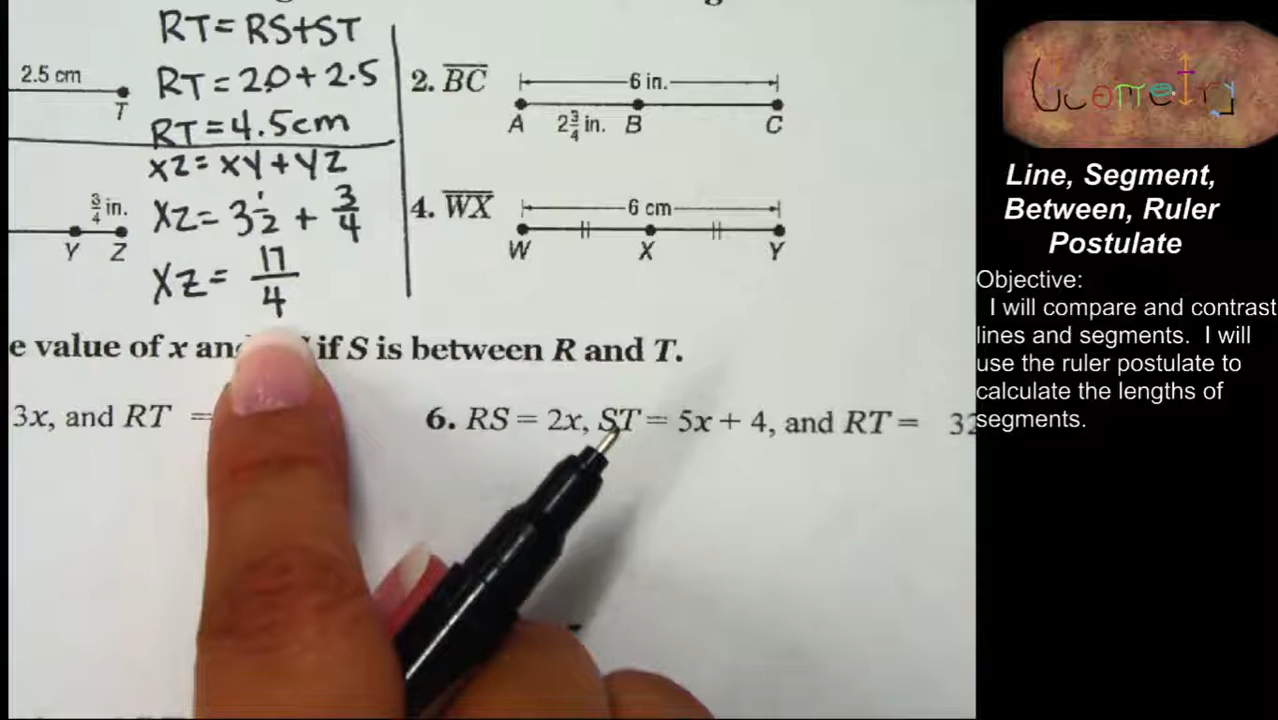 RT = RS + ST
2.5 cm
T
RT = 2.0 + 2.5
RT = 4.5cm
XZ = XY + YZ
3/4 in.
Y Z
XZ = 3 1/2 + 3/4
XZ = 17/4
2. BC
6 in.
A 2 3/4 in. B C
4. WX
6 cm
W X Y
e value of x and if S is between R and T.
3x, and RT =
6. RS = 2x, ST = 5x + 4, and RT = 32
Geometry
Line, Segment,
Between, Ruler
Postulate
Objective:
I will compare and contrast
lines and segments. I will
use the ruler postulate to
calculate the lengths of
segments.